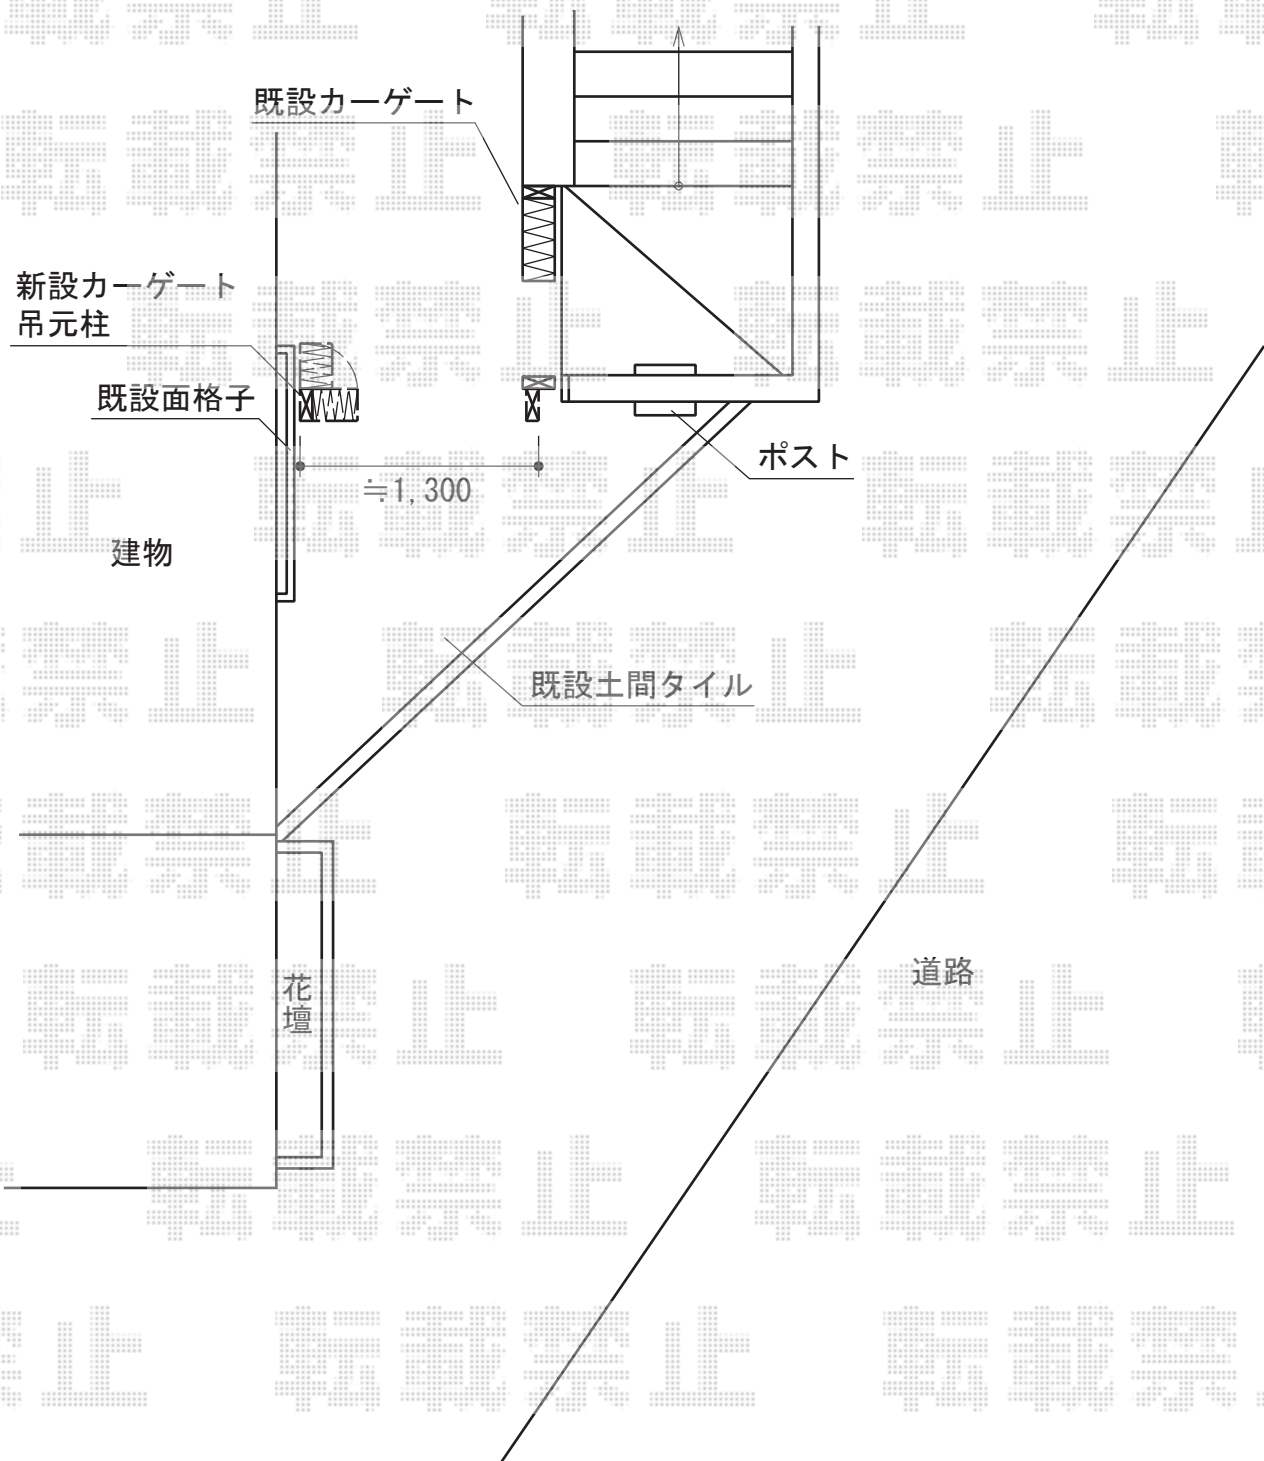 既設カーゲート
新設カーゲート
吊元柱
既設面格子
≒1,300
ポスト
建物
既設土間タイル
道路
花壇
転載禁止